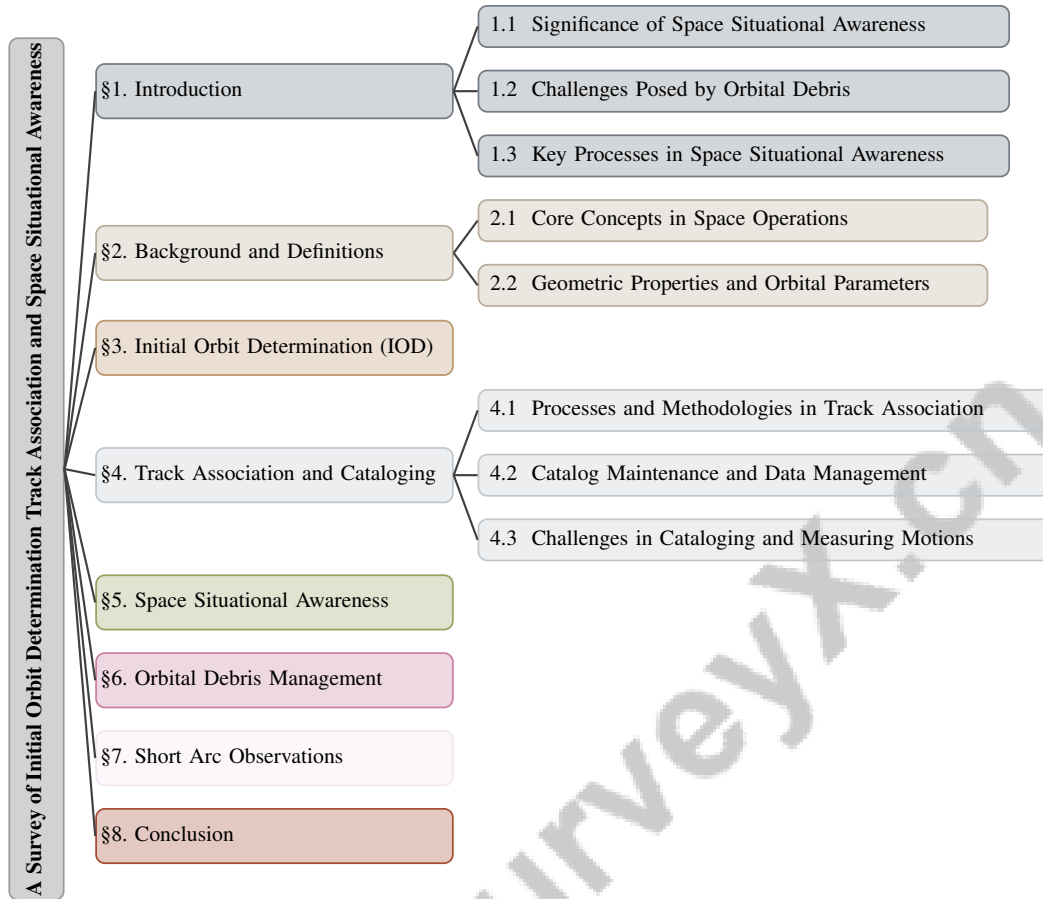 A Survey of Initial Orbit Determination Track Association and Space Situational Awareness
§1. Introduction
1.1 Significance of Space Situational Awareness
1.2 Challenges Posed by Orbital Debris
1.3 Key Processes in Space Situational Awareness
§2. Background and Definitions
2.1 Core Concepts in Space Operations
2.2 Geometric Properties and Orbital Parameters
§3. Initial Orbit Determination (IOD)
§4. Track Association and Cataloging
4.1 Processes and Methodologies in Track Association
4.2 Catalog Maintenance and Data Management
4.3 Challenges in Cataloging and Measuring Motions
§5. Space Situational Awareness
§6. Orbital Debris Management
§7. Short Arc Observations
§8. Conclusion
urveyX.cn